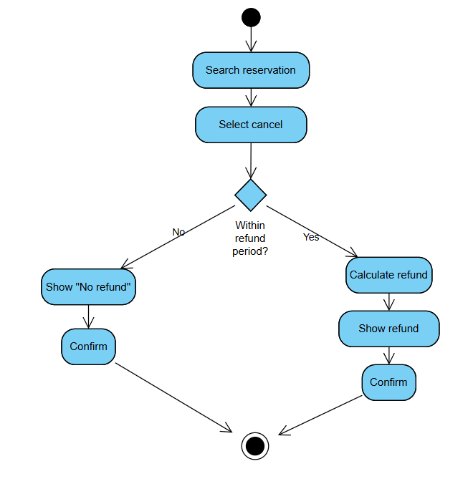 Search reservation
Select cancel
Within
refund
period?
No
Yes
Show "No refund"
Calculate refund
Show refund
Confirm
Confirm